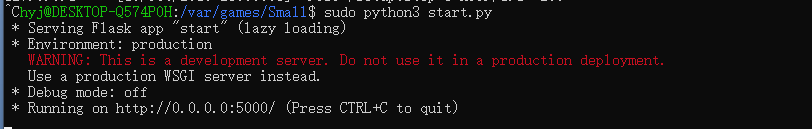 ^Chyj@DESKTOP-Q574P0H:/var/games/Small$ sudo python3 start.py
* Serving Flask app "start" (lazy loading)
* Environment: production
WARNING: This is a development server. Do not use it in a production deployment.
Use a production WSGI server instead.
* Debug mode: off
* Running on http://0.0.0.0:5000/ (Press CTRL+C to quit)